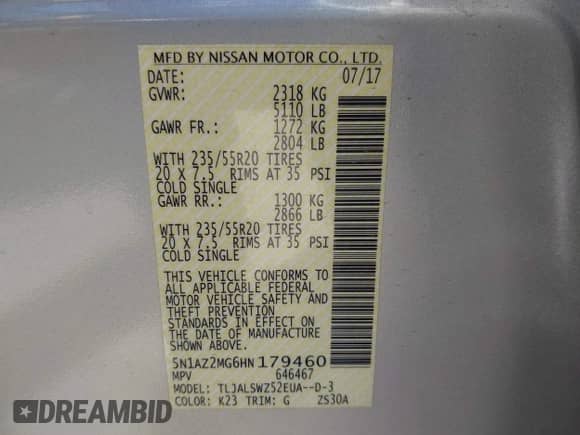 MFD BY NISSAN MOTOR CO., LTD.
DATE: 07/17
GVWR: 2318 KG
5110 LB
GAWR FR.: 1272 KG
2804 LB
WITH 235/55R20 TIRES
20 X 7.5 RIMS AT 35 PSI
COLD SINGLE
GAWR RR.: 1300 KG
2866 LB
WITH 235/55R20 TIRES
20 X 7.5 RIMS AT 35 PSI
COLD SINGLE
THIS VEHICLE CONFORMS TO
ALL APPLICABLE FEDERAL
MOTOR VEHICLE SAFETY AND
THEFT PREVENTION
STANDARDS IN EFFECT ON
THE DATE OF MANUFACTURE
SHOWN ABOVE.
5N1AZ2MG6HN179460
MPV 646467
MODEL: TLJALSWZ52EUA--D-3
COLOR: K23 TRIM: G ZS30A
DEALERS AUCTION HISTORY